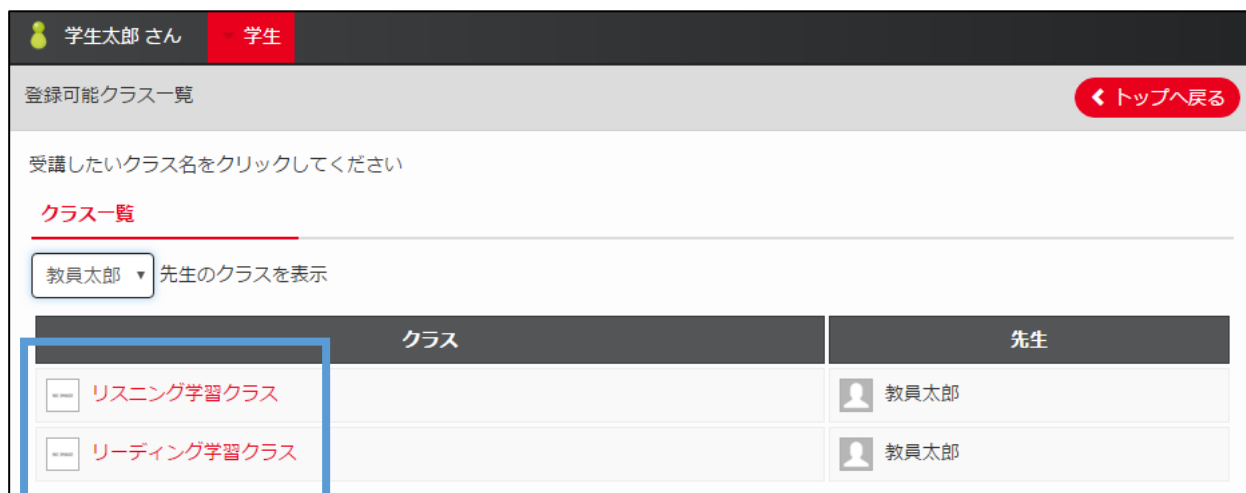 学生太郎 さん 学生
登録可能クラス一覧 トップへ戻る
受講したいクラス名をクリックしてください
クラス一覧
教員太郎 先生のクラスを表示
クラス 先生
リスニング学習クラス 教員太郎
リーディング学習クラス 教員太郎